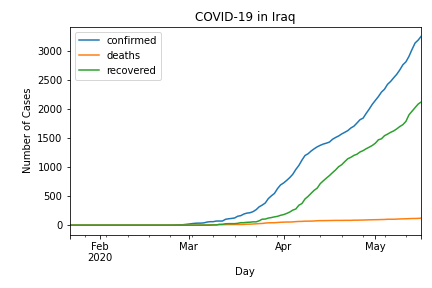 COVID-19 in Iraq
confirmed
deaths
recovered
Number of Cases
3000
2500
2000
1500
1000
500
0
Feb
2020
Mar
Apr
May
Day